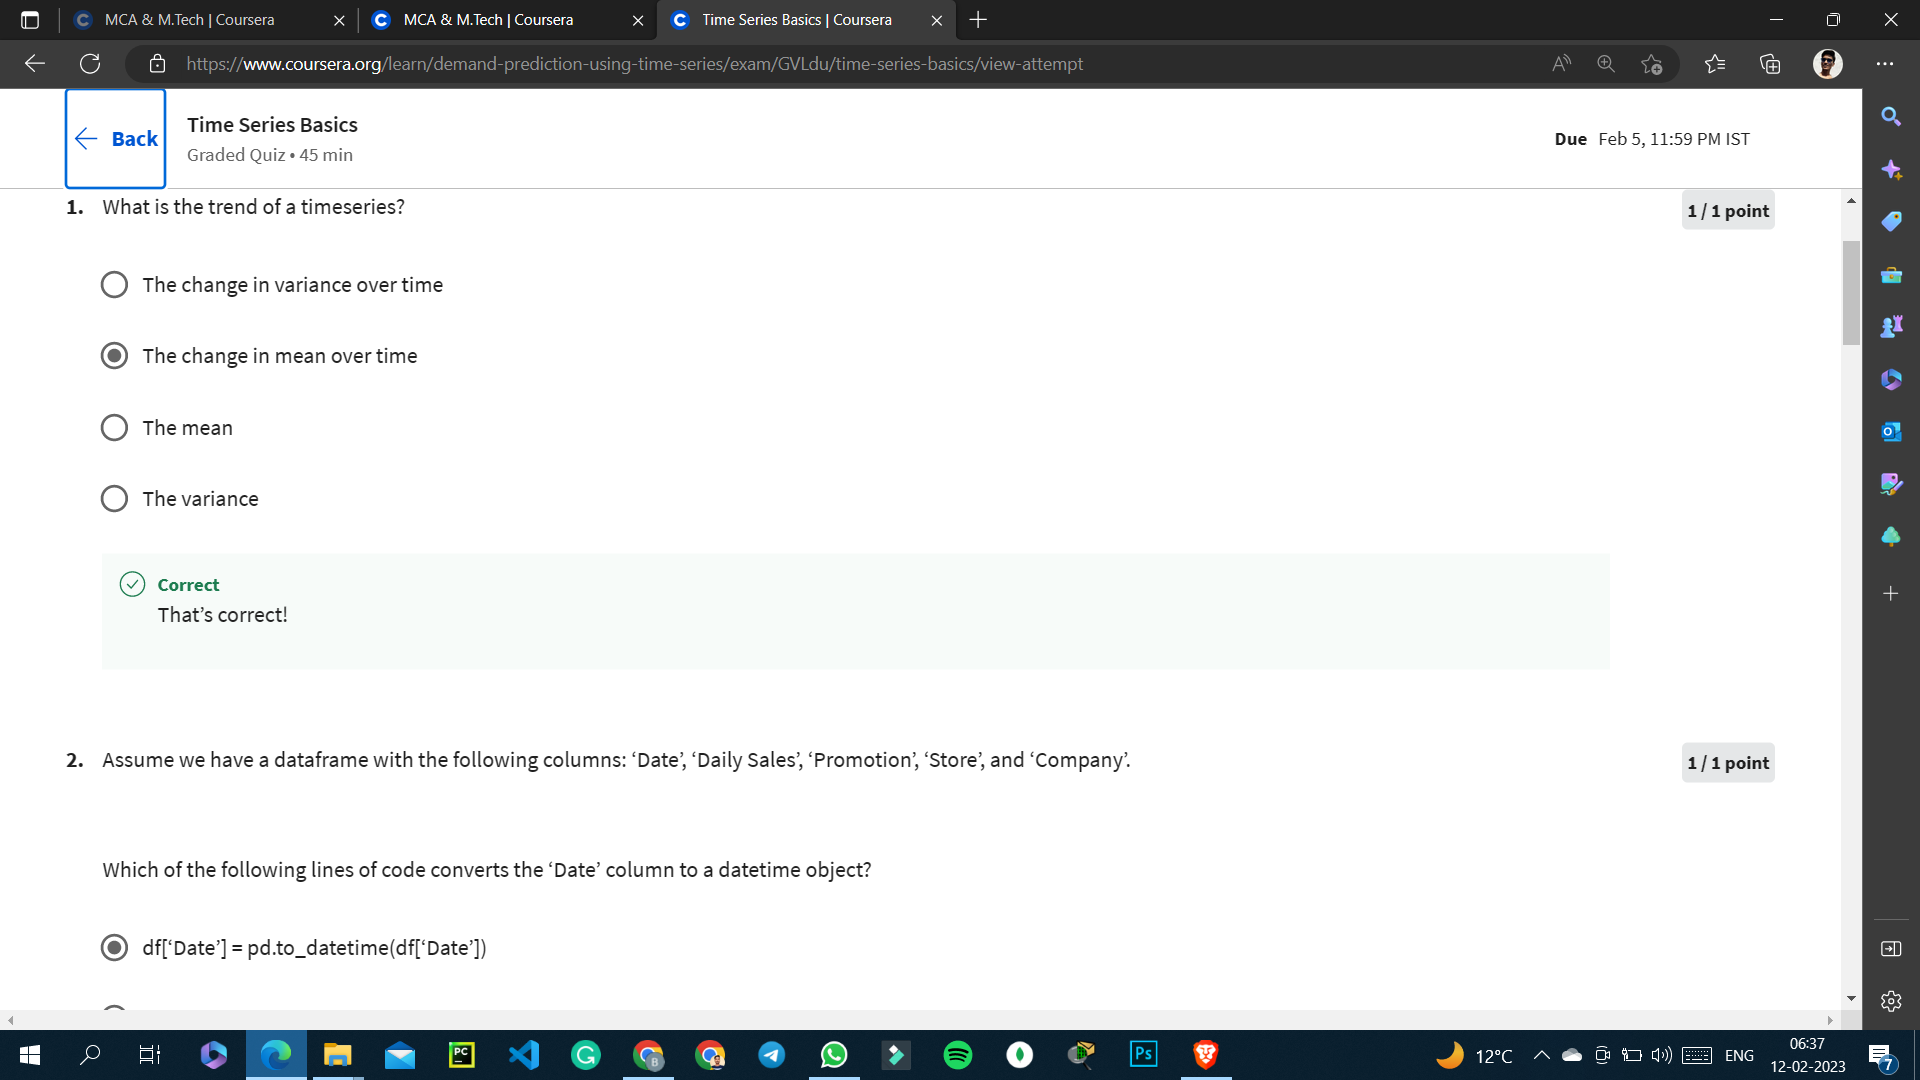 MCA & M.Tech | Coursera
MCA & M.Tech | Coursera
Time Series Basics | Coursera
https://www.coursera.org/learn/demand-prediction-using-time-series/exam/GVLdu/time-series-basics/view-attempt
Back
Time Series Basics
Graded Quiz • 45 min
Due Feb 5, 11:59 PM IST
1. What is the trend of a timeseries?
1 / 1 point
The change in variance over time
The change in mean over time
The mean
The variance
Correct
That’s correct!
2. Assume we have a dataframe with the following columns: ‘Date’, ‘Daily Sales’, ‘Promotion’, ‘Store’, and ‘Company’.
1 / 1 point
Which of the following lines of code converts the ‘Date’ column to a datetime object?
df[‘Date’] = pd.to_datetime(df[‘Date’])
PC
B
Ps
12°C
ENG
06:37
12-02-2023
7